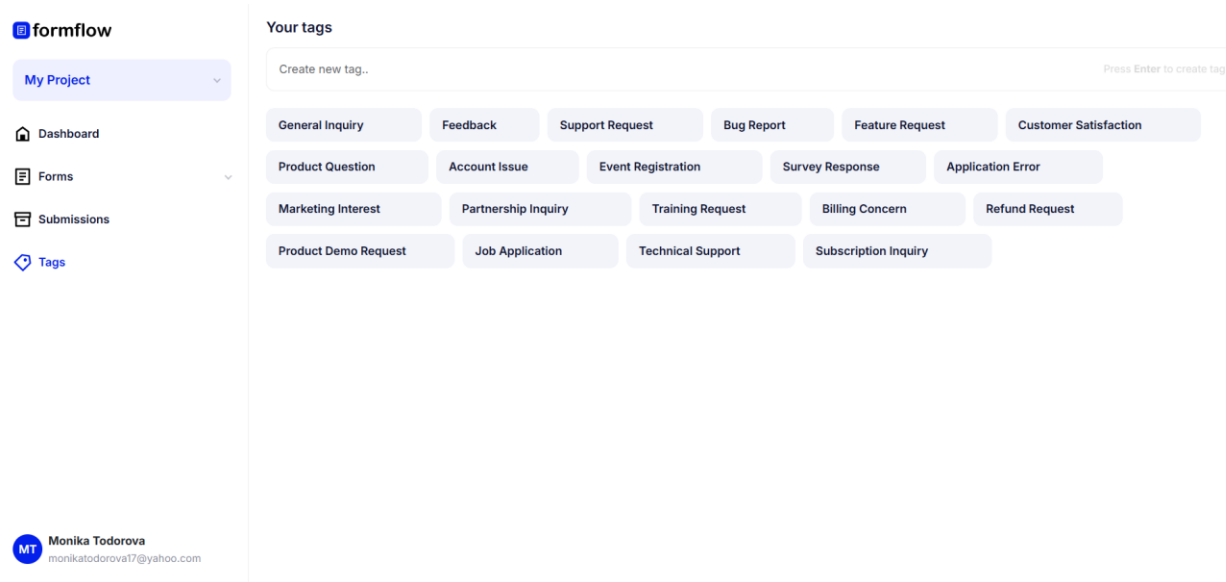 formflow
My Project
Dashboard
Forms
Submissions
Tags
Your tags
Create new tag.. Press Enter to create tag
General Inquiry Feedback Support Request Bug Report Feature Request Customer Satisfaction
Product Question Account Issue Event Registration Survey Response Application Error
Marketing Interest Partnership Inquiry Training Request Billing Concern Refund Request
Product Demo Request Job Application Technical Support Subscription Inquiry
MT
Monika Todorova
monikatodorova17@yahoo.com